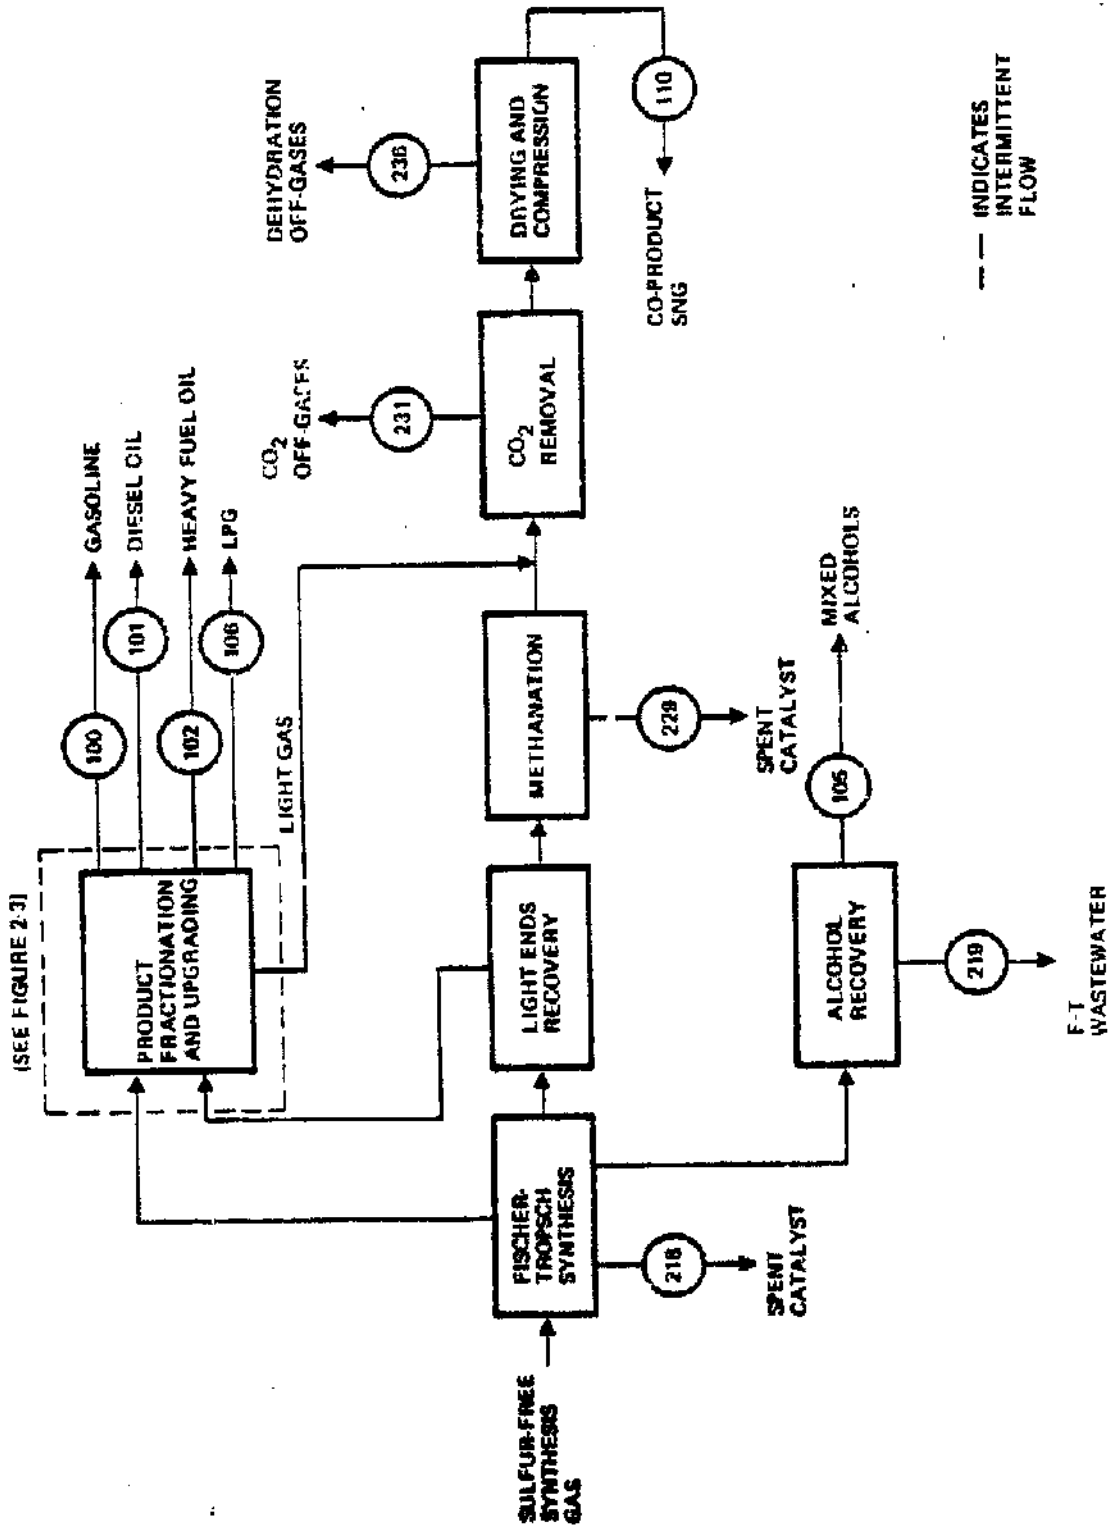 (SEE FIGURE 2-3)
PRODUCT
FRACTIONATION
AND UPGRADING
100
GASOLINE
101
DIESEL OIL
102
HEAVY FUEL OIL
106
LPG
LIGHT GAS
CO2
OFF-GASES
231
DEHYDRATION
OFF-GASES
236
SULFUR-FREE
SYNTHESIS
GAS
FISCHER-
TROPSCH
SYNTHESIS
LIGHT ENDS
RECOVERY
METHANATION
CO2
REMOVAL
DRYING AND
COMPRESSION
110
CO-PRODUCT
SNG
218
SPENT
CATALYST
229
SPENT
CATALYST
ALCOHOL
RECOVERY
105
MIXED
ALCOHOLS
219
F-T
WASTEWATER
INDICATES
INTERMITTENT
FLOW